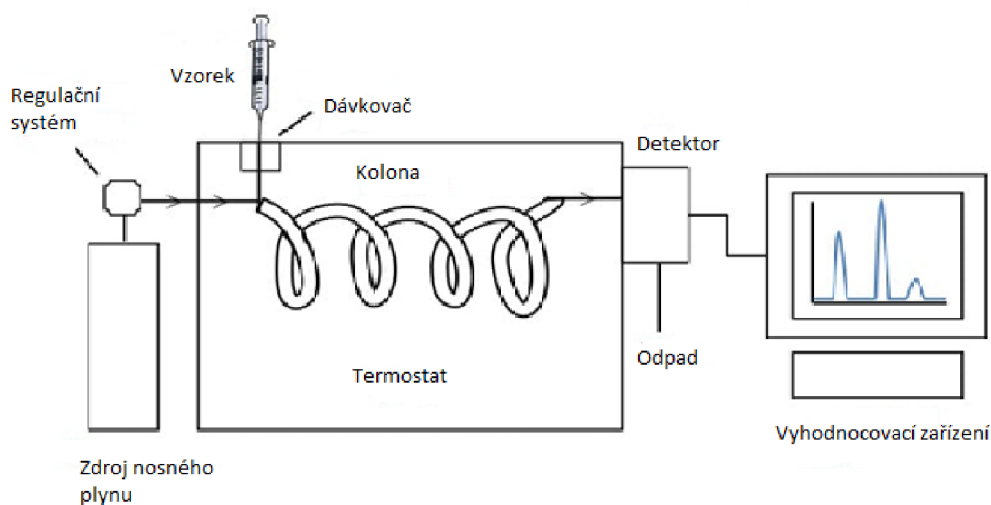 Vzorek
Regulační
systém
Dávkovač
Detektor
Kolona
Termostat
Odpad
Vyhodnocovací zařízení
Zdroj nosného
plynu